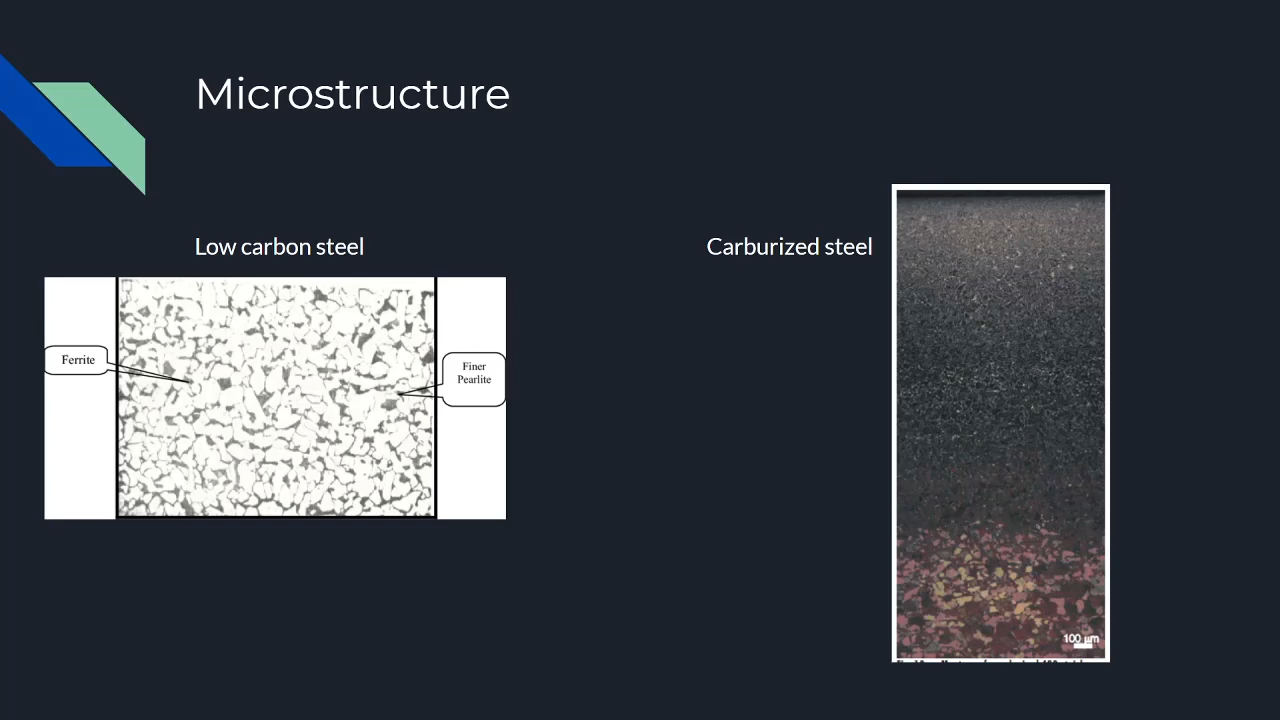 Microstructure
Low carbon steel
Carburized steel
Ferrite
Finer
Pearlite
100 µm